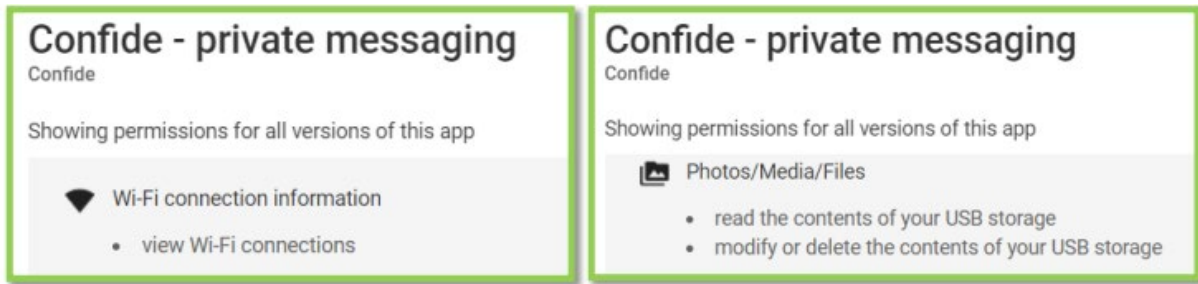 Confide - private messaging
Confide
Showing permissions for all versions of this app
Wi-Fi connection information
• view Wi-Fi connections
Confide - private messaging
Confide
Showing permissions for all versions of this app
Photos/Media/Files
• read the contents of your USB storage
• modify or delete the contents of your USB storage